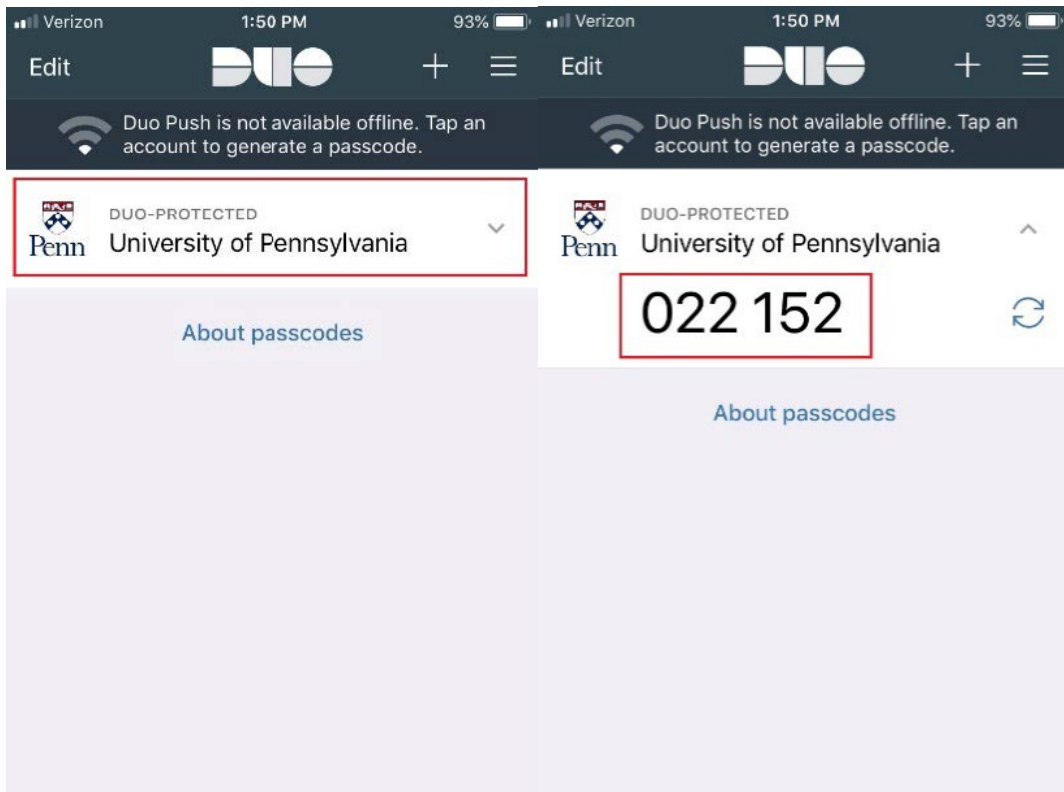 Verizon 1:50 PM 93%
Edit DUO
Duo Push is not available offline. Tap an
account to generate a passcode.
DUO-PROTECTED
Penn University of Pennsylvania
About passcodes
Verizon 1:50 PM 93%
Edit DUO
Duo Push is not available offline. Tap an
account to generate a passcode.
DUO-PROTECTED
Penn University of Pennsylvania
022 152
About passcodes